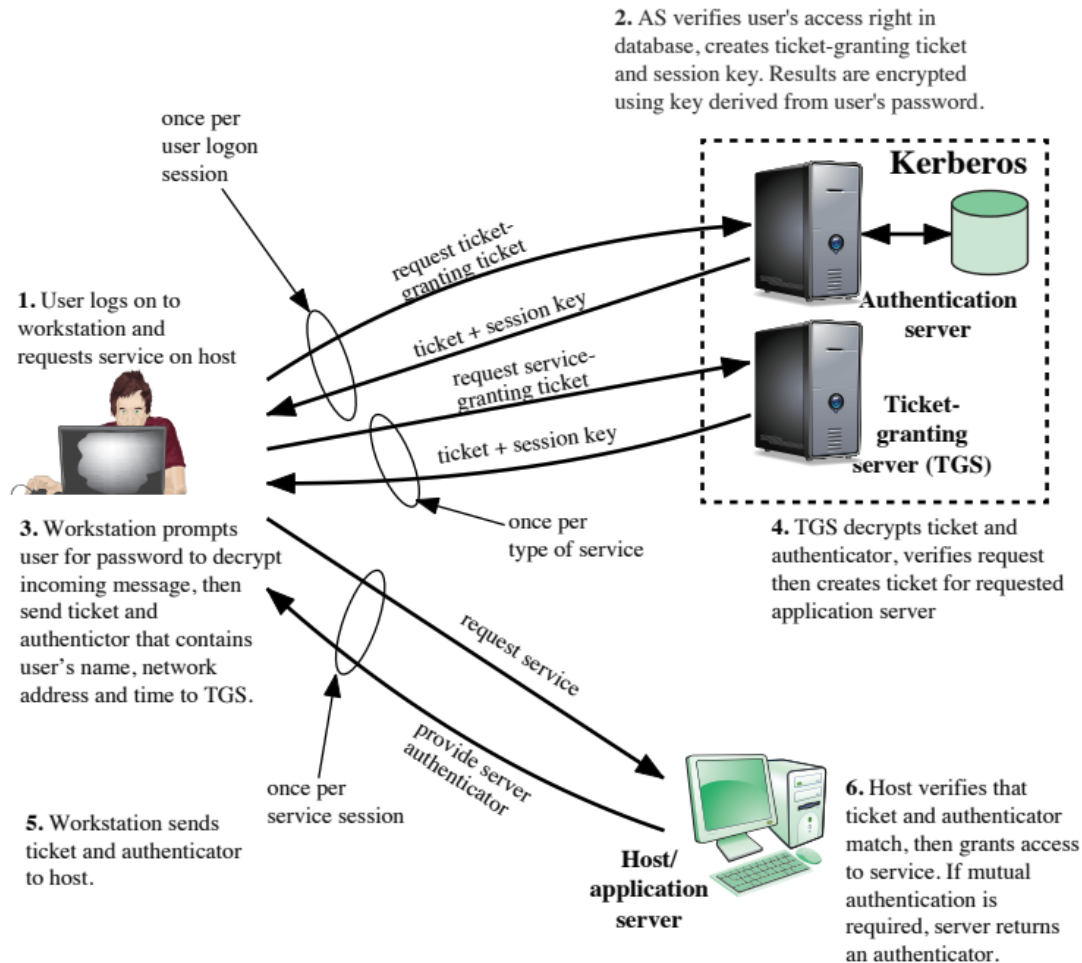 2. AS verifies user's access right in
database, creates ticket-granting ticket
and session key. Results are encrypted
using key derived from user's password.
once per
user logon
session
Kerberos
request ticket-
granting ticket
1. User logs on to
workstation and
requests service on host
ticket + session key
Authentication
server
request service-
granting ticket
Ticket-
granting
server (TGS)
ticket + session key
once per
type of service
3. Workstation prompts
user for password to decrypt
incoming message, then
send ticket and
authentictor that contains
user's name, network
address and time to TGS.
4. TGS decrypts ticket and
authenticator, verifies request
then creates ticket for requested
application server
request service
provide server
authenticator
once per
service session
5. Workstation sends
ticket and authenticator
to host.
Host/
application
server
6. Host verifies that
ticket and authenticator
match, then grants access
to service. If mutual
authentication is
required, server returns
an authenticator.